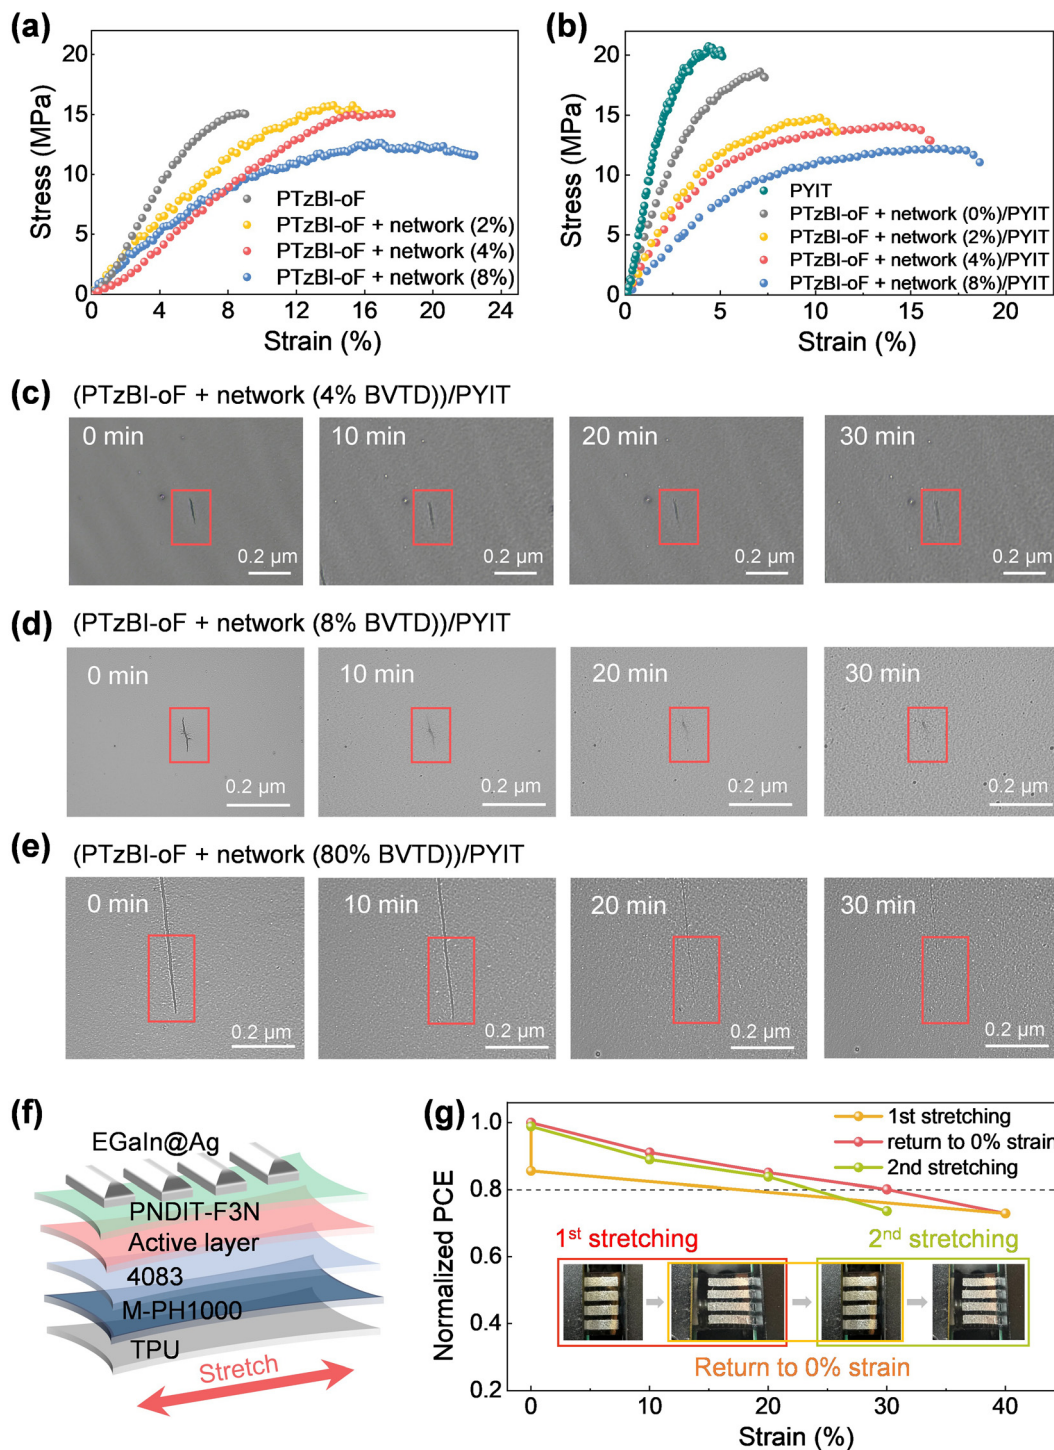 (a)
Stress (MPa)
20
15
10
5
0
0 4 8 12 16 20 24
Strain (%)
PTzBI-oF
PTzBI-oF + network (2%)
PTzBI-oF + network (4%)
PTzBI-oF + network (8%)
(b)
Stress (MPa)
20
15
10
5
0
0 5 10 15 20
Strain (%)
PYIT
PTzBI-oF + network (0%)/PYIT
PTzBI-oF + network (2%)/PYIT
PTzBI-oF + network (4%)/PYIT
PTzBI-oF + network (8%)/PYIT
(c) (PTzBI-oF + network (4% BVTD))/PYIT
0 min 10 min 20 min 30 min
0.2 μm 0.2 μm 0.2 μm 0.2 μm
(d) (PTzBI-oF + network (8% BVTD))/PYIT
0 min 10 min 20 min 30 min
0.2 μm 0.2 μm 0.2 μm 0.2 μm
(e) (PTzBI-oF + network (80% BVTD))/PYIT
0 min 10 min 20 min 30 min
0.2 μm 0.2 μm 0.2 μm 0.2 μm
(f)
EGaIn@Ag
PNDIT-F3N
Active layer
4083
M-PH1000
TPU
Stretch
(g)
Normalized PCE
1.0
0.8
0.6
0.4
0.2
0 10 20 30 40
Strain (%)
1st stretching
return to 0% strain
2nd stretching
1st stretching
2nd stretching
Return to 0% strain